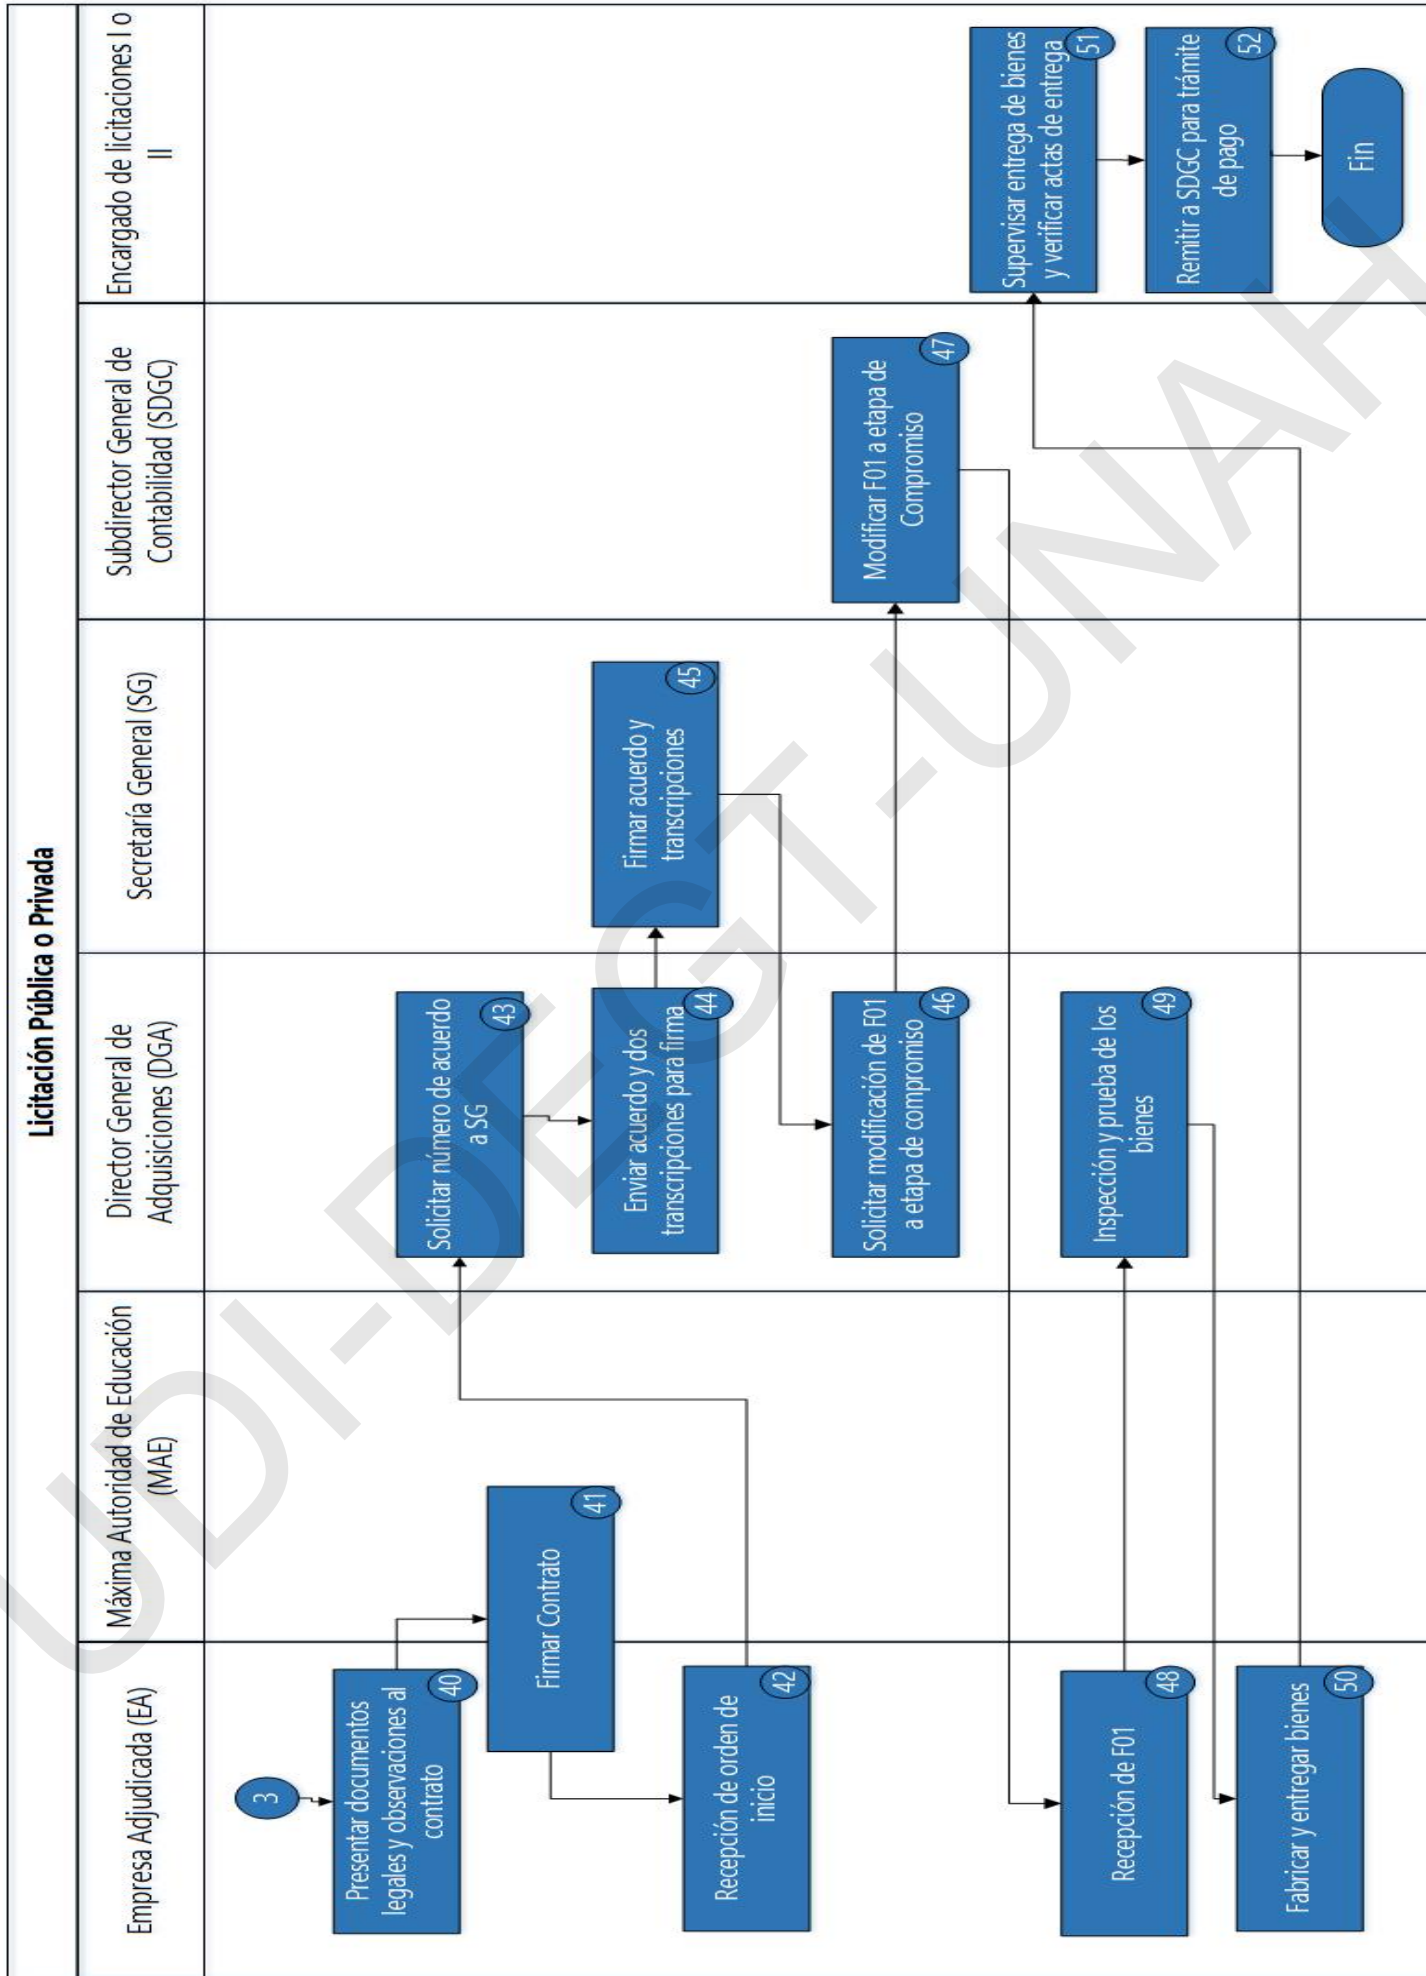 Licitación Pública o Privada
Empresa Adjudicada (EA)
Máxima Autoridad de Educación
(MAE)
Director General de
Adquisiciones (DGA)
Secretaría General (SG)
Subdirector General de
Contabilidad (SDGC)
Encargado de licitaciones I o
II
3
Presentar documentos
legales y observaciones al
contrato
40
Firmar Contrato
41
Recepción de orden de
inicio
42
Solicitar número de acuerdo
a SG
43
Enviar acuerdo y dos
transcripciones para firma
44
Firmar acuerdo y
transcripciones
45
Solicitar modificación de F01
a etapa de compromiso
46
Modificar F01 a etapa de
Compromiso
47
Recepción de F01
48
Inspección y prueba de los
bienes
49
Fabricar y entregar bienes
50
Supervisar entrega de bienes
y verificar actas de entrega
51
Remitir a SDGC para trámite
de pago
52
Fin
UDI-DEGT-UNAH